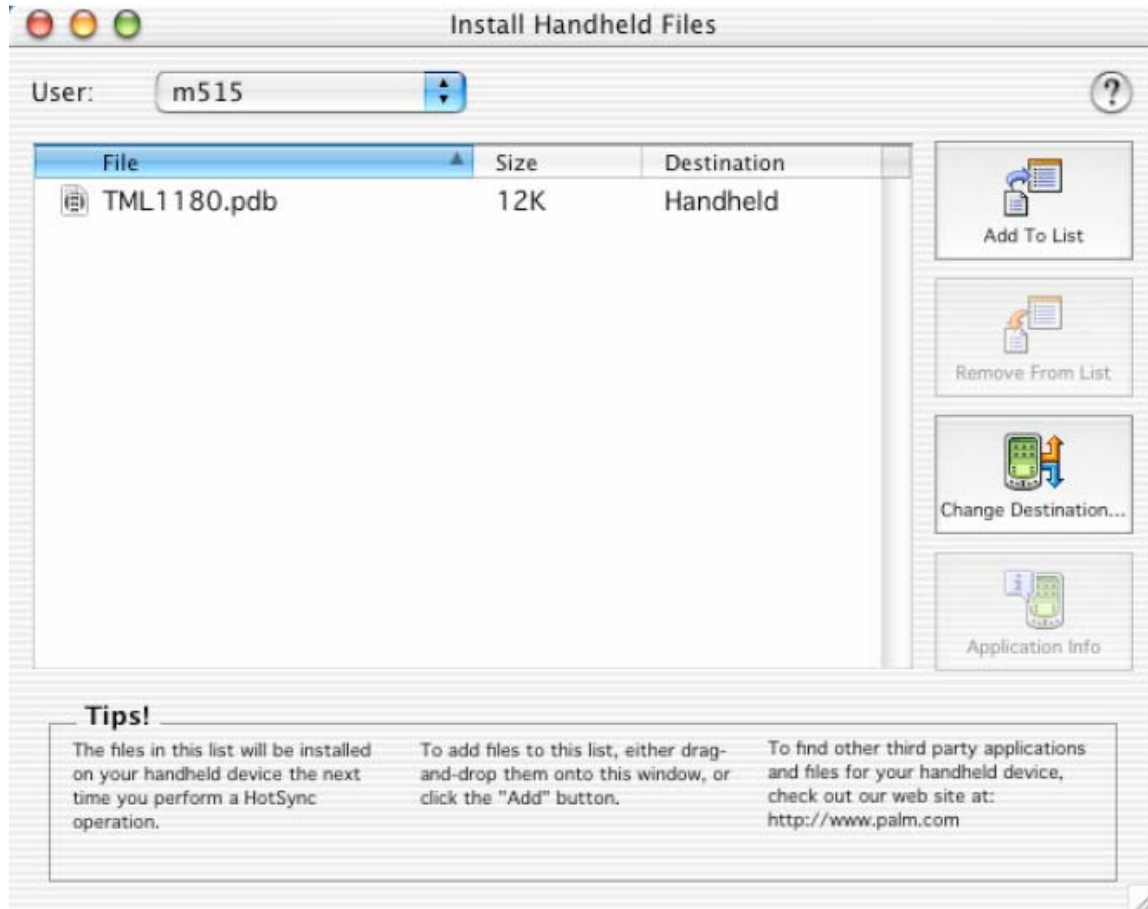 Install Handheld Files
User: m515
?
File Size Destination
TML1180.pdb 12K Handheld
Add To List
Remove From List
Change Destination...
Application Info
Tips!
The files in this list will be installed
on your handheld device the next
time you perform a HotSync
operation.
To add files to this list, either drag-
and-drop them onto this window, or
click the "Add" button.
To find other third party applications
and files for your handheld device,
check out our web site at:
http://www.palm.com